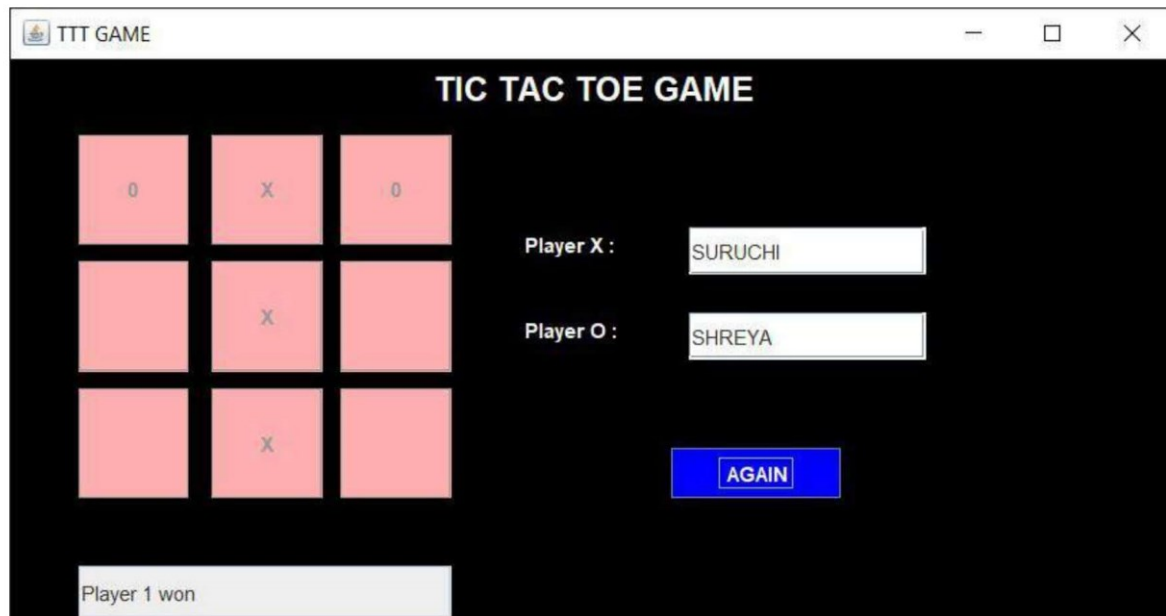 TTT GAME
TIC TAC TOE GAME
0 X 0
Player X : SURUCHI
X
Player O : SHREYA
X
AGAIN
Player 1 won